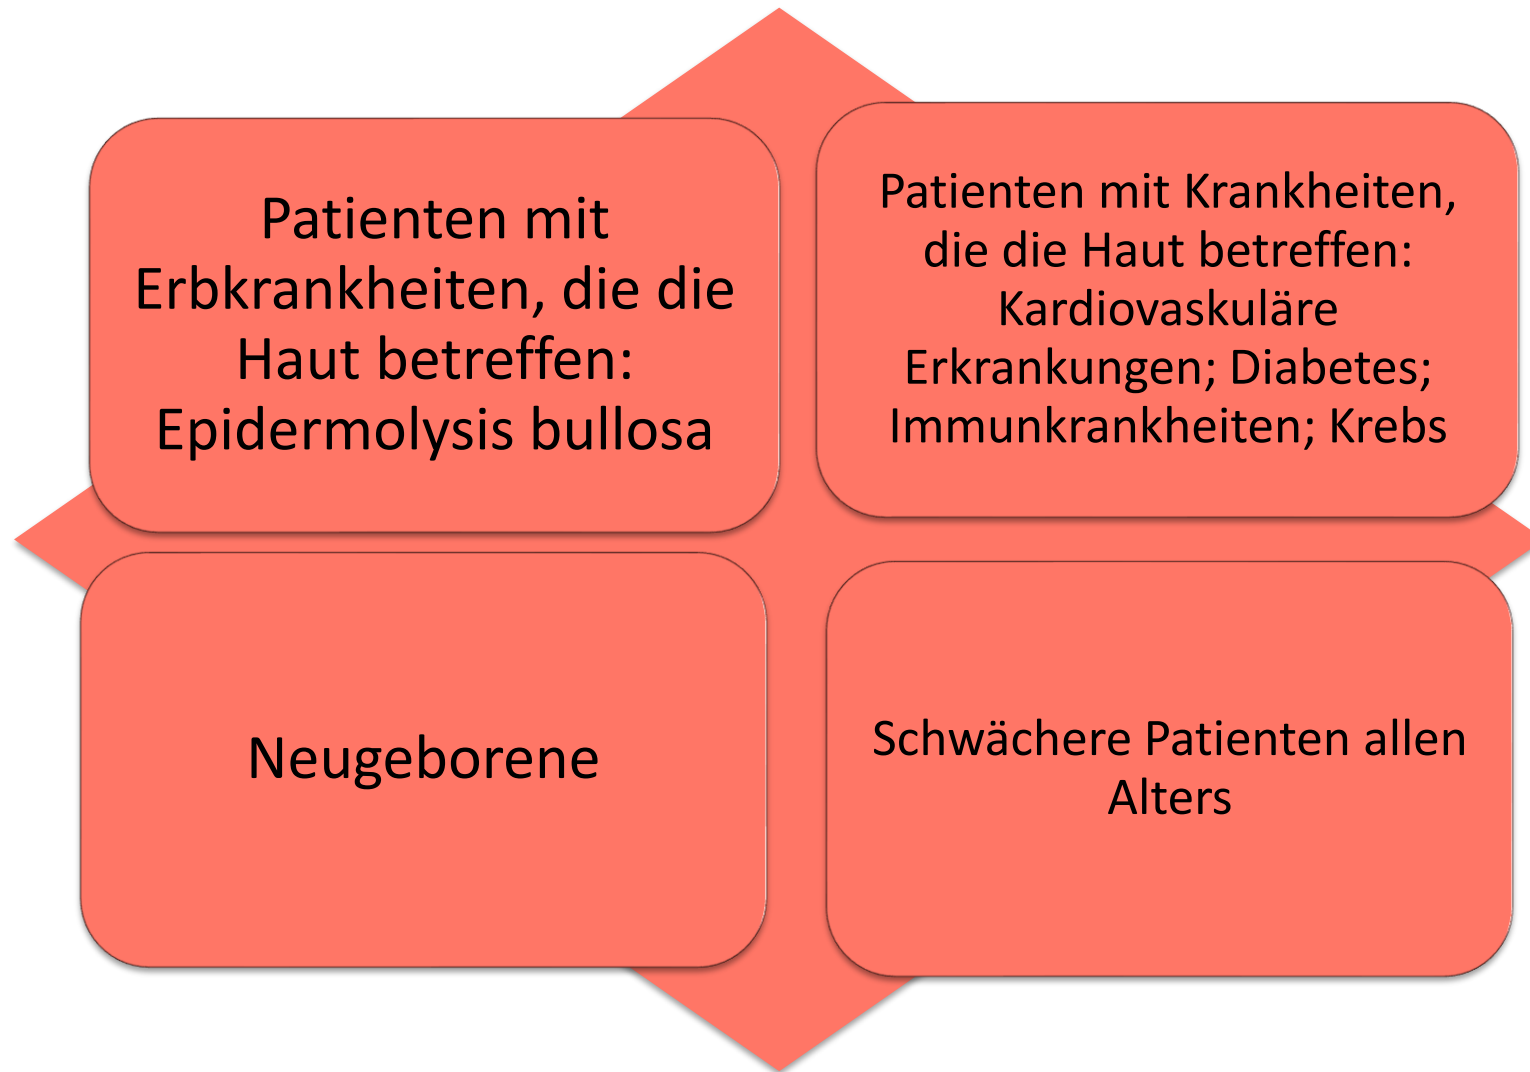 Patienten mit
Erbkrankheiten, die die
Haut betreffen:
Epidermolysis bullosa
Patienten mit Krankheiten,
die die Haut betreffen:
Kardiovaskuläre
Erkrankungen; Diabetes;
Immunkrankheiten; Krebs
Neugeborene
Schwächere Patienten allen
Alters